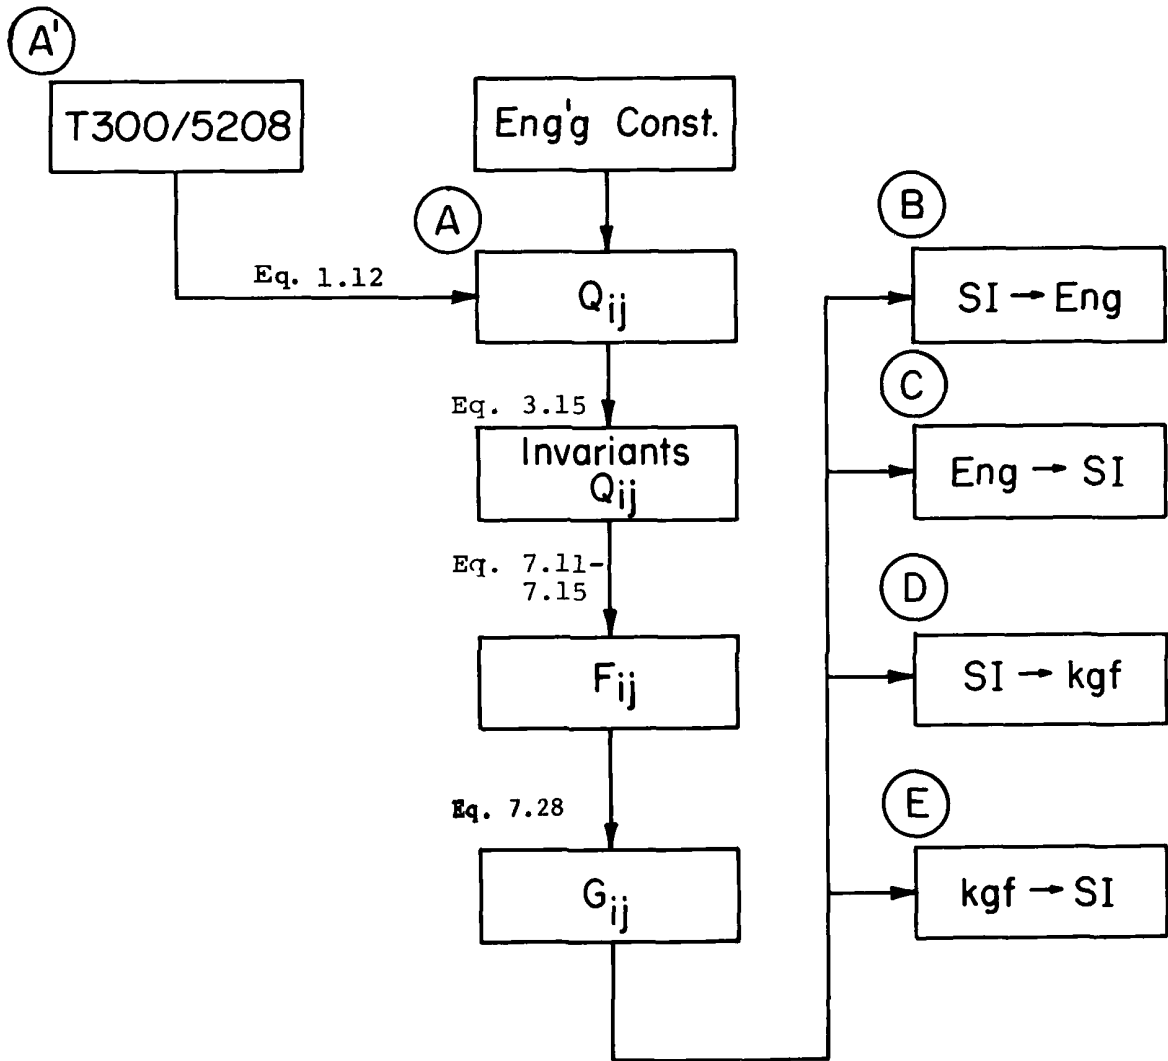 A'
T300/5208
Eng'g Const.
A
Eq. 1.12
Qij
Eq. 3.15
Invariants
Qij
Eq. 7.11-
7.15
Fij
Eq. 7.28
Gij
B
SI → Eng
C
Eng → SI
D
SI → kgf
E
kgf → SI